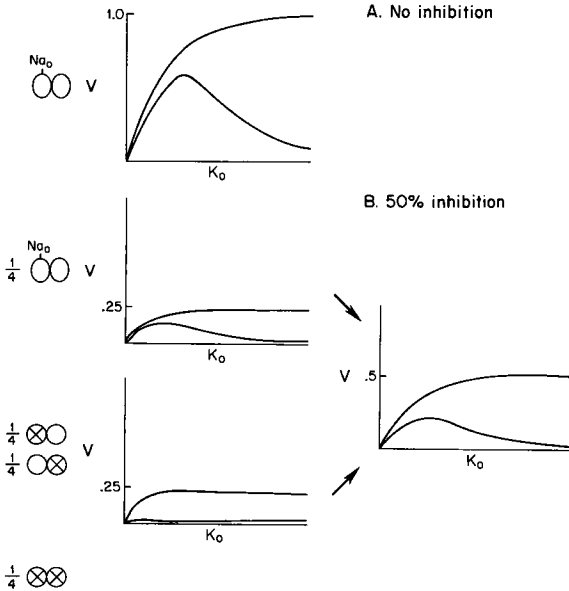 A. No inhibition
1.0
Na₀
V
K₀
B. 50% inhibition
Na₀
1/4
V
.25
K₀
V
.5
K₀
1/4
1/4
V
.25
K₀
1/4